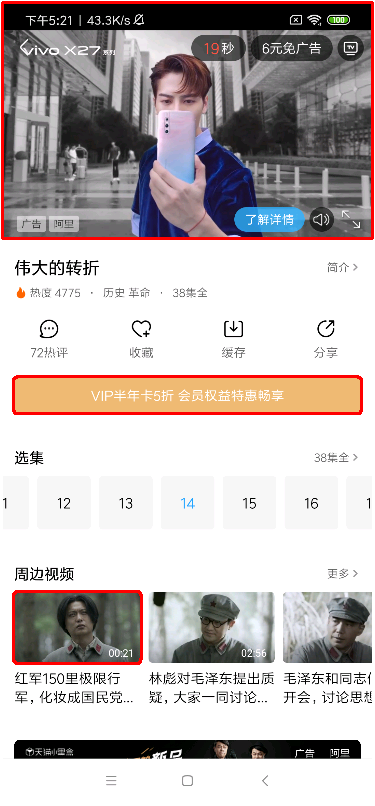 下午5:21 | 43.3K/s
100
vivo X27系列
19秒
6元免广告
TV
广告 阿里
了解详情
伟大的转折
简介 >
热度 4775 · 历史 革命 · 38集全
72热评
收藏
缓存
分享
VIP半年卡5折 会员权益特惠畅享
选集
38集全 >
1
12
13
14
15
16
1
周边视频
更多 >
00:21
02:56
红军150里极限行
军，化妆成国民党...
林彪对毛泽东提出质
疑，大家一同讨论...
毛泽东和同志们
开会，讨论思想
天猫小黑盒
广告
阿里